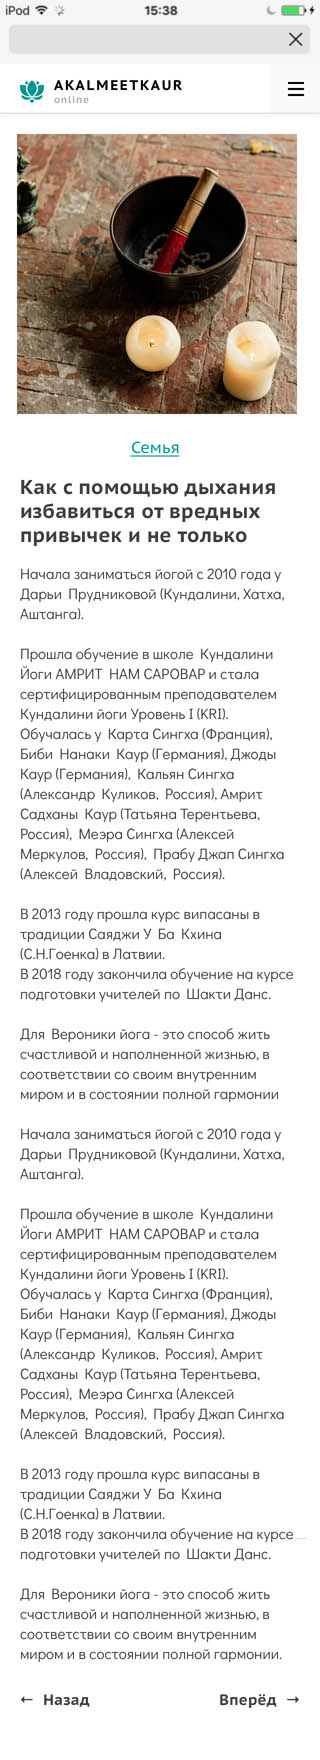 iPod 15:38
AKALMEETKAUR
online
Семья
Как с помощью дыхания
избавиться от вредных
привычек и не только
Начала заниматься йогой с 2010 года у
Дарьи Прудниковой (Кундалини, Хатха,
Аштанга).
Прошла обучение в школе Кундалини
Йоги АМРИТ НАМ САРОВАР и стала
сертифицированным преподавателем
Кундалини йоги Уровень I (KRI).
Обучалась у Карта Сингха (Франция),
Биби Нанаки Каур (Германия), Джоды
Каур (Германия), Кальян Сингха
(Александр Куликов, Россия), Амрит
Садханы Каур (Татьяна Терентьева,
Россия), Меэра Сингха (Алексей
Меркулов, Россия), Прабу Джап Сингха
(Алексей Владовский, Россия).
В 2013 году прошла курс випасаны в
традиции Саяджи У Ба Кхина
(С.Н.Гоенка) в Латвии.
В 2018 году закончила обучение на курсе
подготовки учителей по Шакти Данс.
Для Вероники йога - это способ жить
счастливой и наполненной жизнью, в
соответствии со своим внутренним
миром и в состоянии полной гармонии
Начала заниматься йогой с 2010 года у
Дарьи Прудниковой (Кундалини, Хатха,
Аштанга).
Прошла обучение в школе Кундалини
Йоги АМРИТ НАМ САРОВАР и стала
сертифицированным преподавателем
Кундалини йоги Уровень I (KRI).
Обучалась у Карта Сингха (Франция),
Биби Нанаки Каур (Германия), Джоды
Каур (Германия), Кальян Сингха
(Александр Куликов, Россия), Амрит
Садханы Каур (Татьяна Терентьева,
Россия), Меэра Сингха (Алексей
Меркулов, Россия), Прабу Джап Сингха
(Алексей Владовский, Россия).
В 2013 году прошла курс випасаны в
традиции Саяджи У Ба Кхина
(С.Н.Гоенка) в Латвии.
В 2018 году закончила обучение на курсе
подготовки учителей по Шакти Данс.
Для Вероники йога - это способ жить
счастливой и наполненной жизнью, в
соответствии со своим внутренним
миром и в состоянии полной гармонии.
← Назад Вперёд →